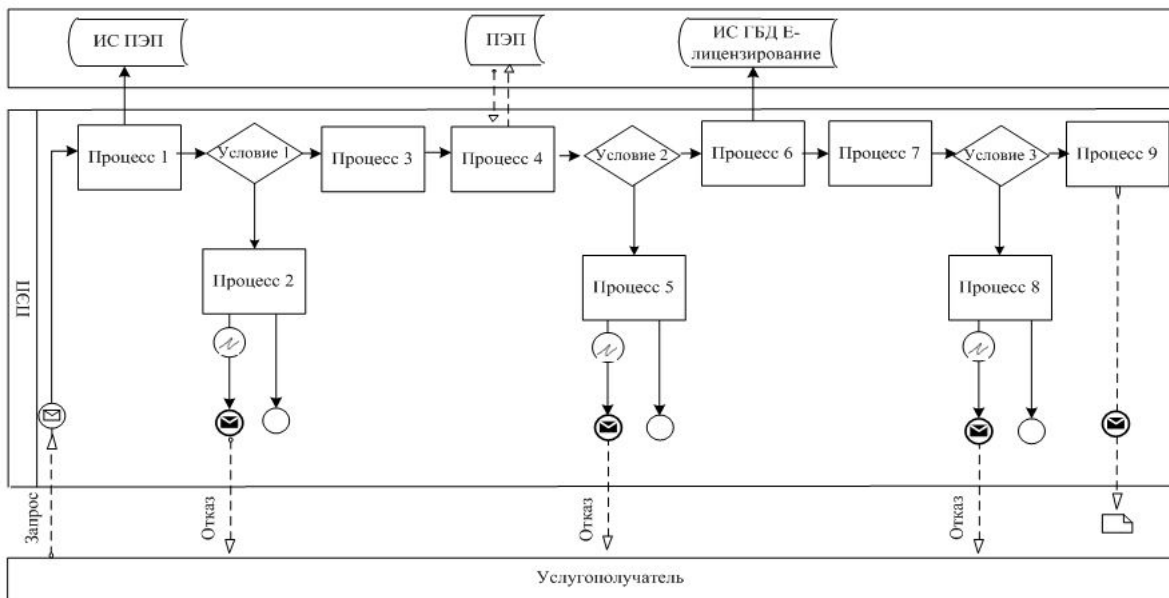 ИС ПЭП
ПЭП
ИС ГБД Е-
лицензирование
Процесс 1
Условие 1
Процесс 3
Процесс 4
Условие 2
Процесс 6
Процесс 7
Условие 3
Процесс 9
Процесс 2
Процесс 5
Процесс 8
ПЭП
Запрос
Отказ
Отказ
Отказ
Услугополучатель